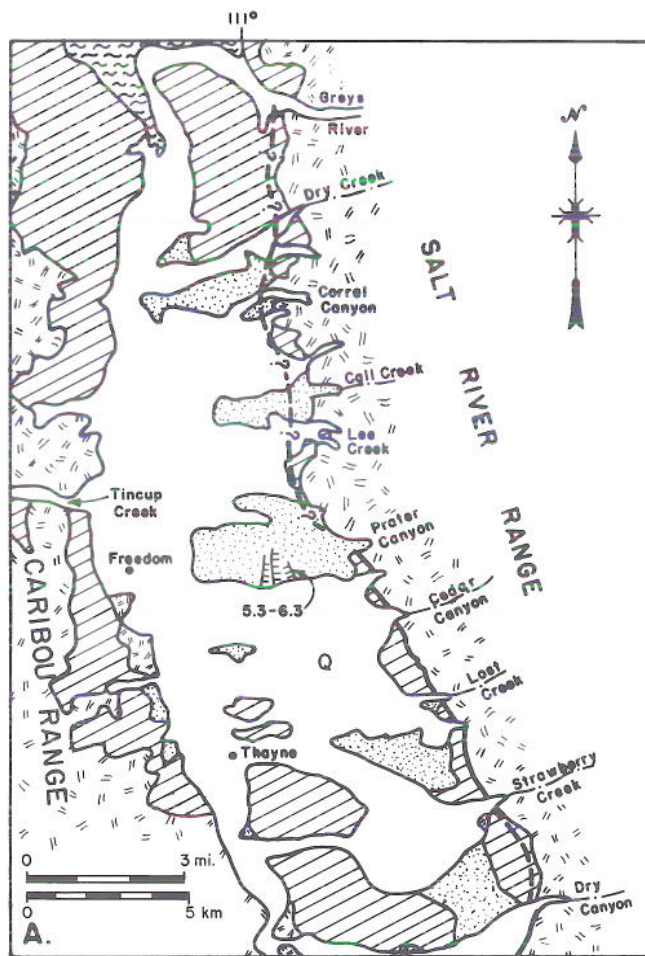 111°
Greys
River
N
Dry Creek
?
?
SALT
RIVER
RANGE
Corral
Canyon
?
Call Creek
?
Lee
Creek
Tincup
Creek
?
Prater
Canyon
Freedom
5.3-6.3
Cedar
Canyon
CARIBOU RANGE
Q
Lost
Creek
Thayne
Strawberry
Creek
0 3 mi.
0 5 km
Dry
Canyon
A.